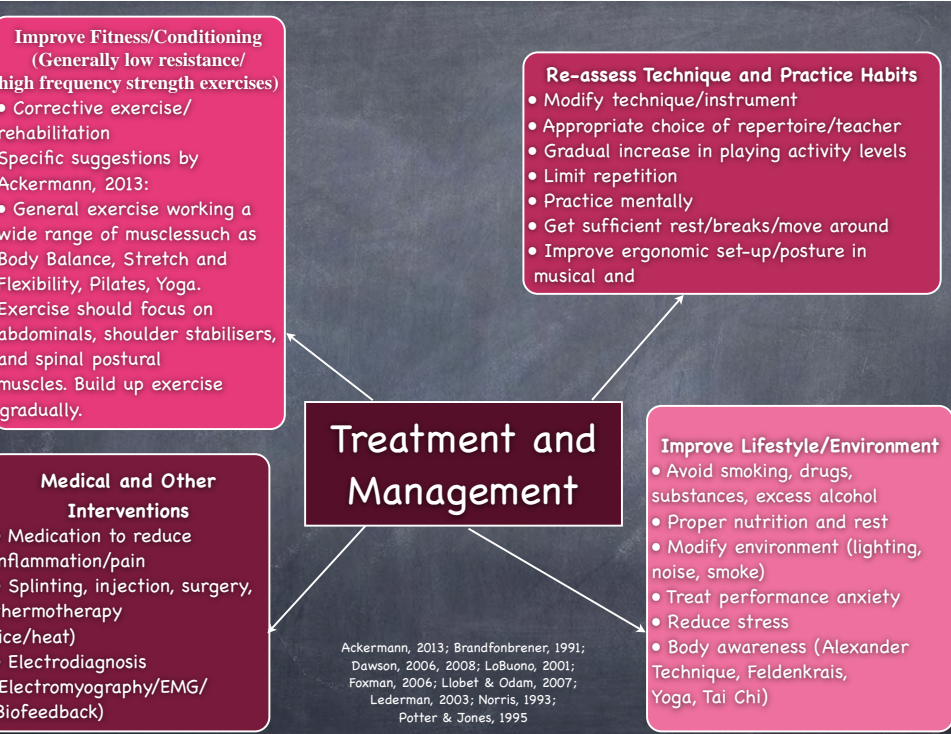 Improve Fitness/Conditioning
(Generally low resistance/
high frequency strength exercises)
• Corrective exercise/
rehabilitation
Specific suggestions by
Ackermann, 2013:
• General exercise working a
wide range of musclessuch as
Body Balance, Stretch and
Flexibility, Pilates, Yoga.
Exercise should focus on
abdominals, shoulder stabilisers,
and spinal postural
muscles. Build up exercise
gradually.
Re-assess Technique and Practice Habits
• Modify technique/instrument
• Appropriate choice of repertoire/teacher
• Gradual increase in playing activity levels
• Limit repetition
• Practice mentally
• Get sufficient rest/breaks/move around
• Improve ergonomic set-up/posture in
musical and
Treatment and
Management
Medical and Other
Interventions
• Medication to reduce
inflammation/pain
• Splinting, injection, surgery,
thermotherapy
(ice/heat)
• Electrodiagnosis
(Electromyography/EMG/
Biofeedback)
Improve Lifestyle/Environment
• Avoid smoking, drugs,
substances, excess alcohol
• Proper nutrition and rest
• Modify environment (lighting,
noise, smoke)
• Treat performance anxiety
• Reduce stress
• Body awareness (Alexander
Technique, Feldenkrais,
Yoga, Tai Chi)
Ackermann, 2013; Brandfonbrener, 1991;
Dawson, 2006, 2008; LoBuono, 2001;
Foxman, 2006; Llobet & Odam, 2007;
Lederman, 2003; Norris, 1993;
Potter & Jones, 1995